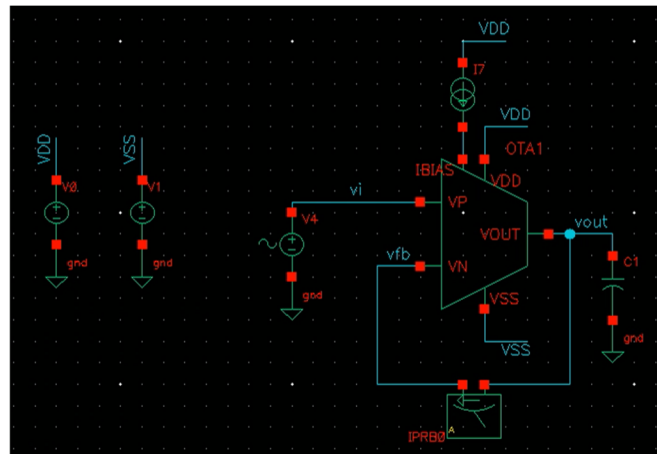 VDD
I7
VDD
OTA1
VDD
VSS
IBIAS
VDD
V0
V1
vi
VP
V4
VOUT
vout
vfb
VN
C1
gnd
gnd
gnd
VSS
gnd
VSS
IPRB0
A